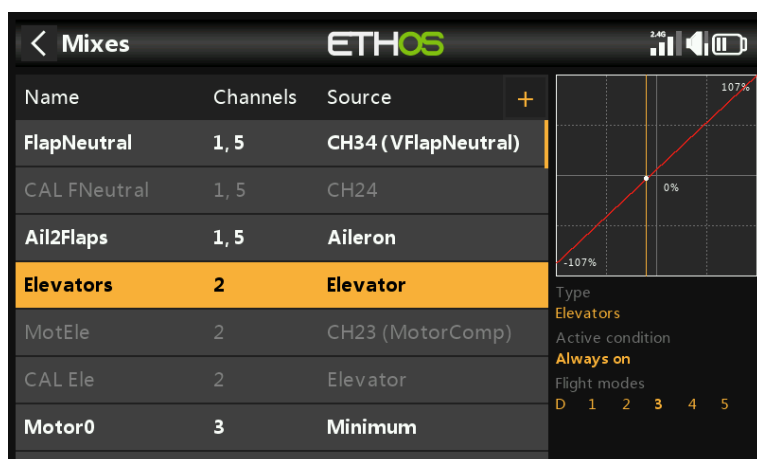 Mixes ETHOS 2.4G
Name Channels Source +
FlapNeutral 1, 5 CH34 (VFlapNeutral)
CAL FNeutral 1, 5 CH24
Ail2Flaps 1, 5 Aileron
Elevators 2 Elevator
MotEle 2 CH23 (MotorComp)
CAL Ele 2 Elevator
Motor0 3 Minimum
107%
0%
-107%
Type
Elevators
Active condition
Always on
Flight modes
D 1 2 3 4 5